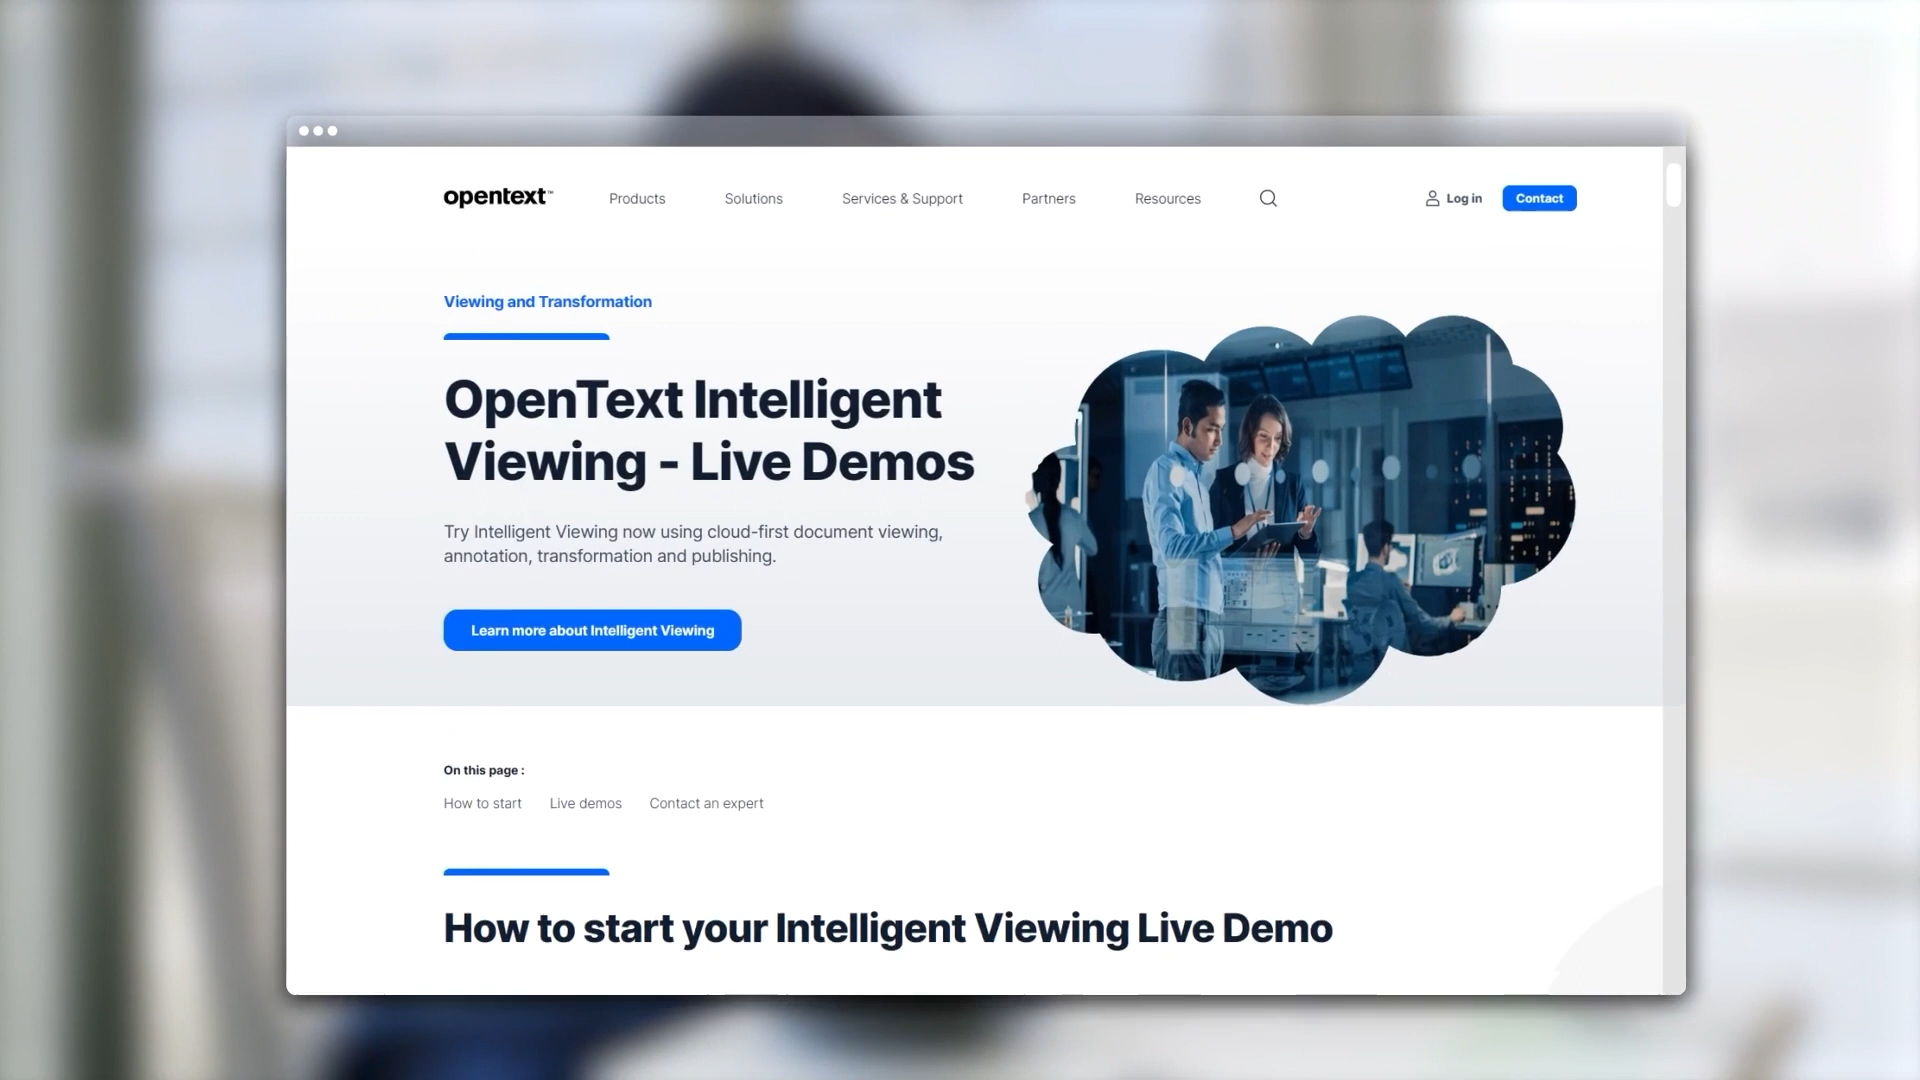 opentext™
Products
Solutions
Services & Support
Partners
Resources
Log in
Contact
Viewing and Transformation
OpenText Intelligent
Viewing - Live Demos
Try Intelligent Viewing now using cloud-first document viewing,
annotation, transformation and publishing.
Learn more about Intelligent Viewing
On this page :
How to start
Live demos
Contact an expert
How to start your Intelligent Viewing Live Demo